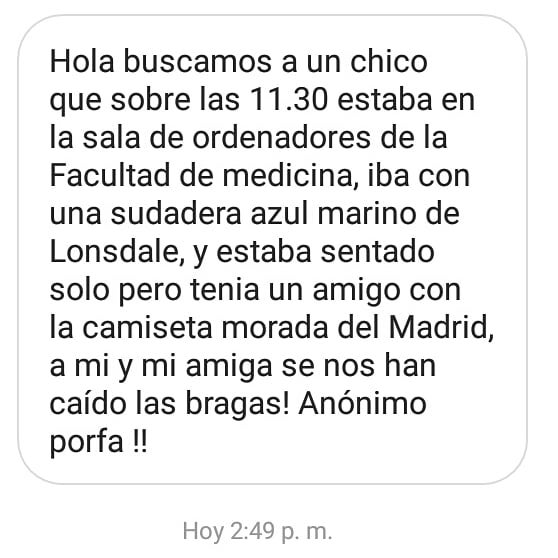 Hola buscamos a un chico
que sobre las 11.30 estaba en
la sala de ordenadores de la
Facultad de medicina, iba con
una sudadera azul marino de
Lonsdale, y estaba sentado
solo pero tenia un amigo con
la camiseta morada del Madrid,
a mi y mi amiga se nos han
caído las bragas! Anónimo
porfa !!
Hoy 2:49 p. m.